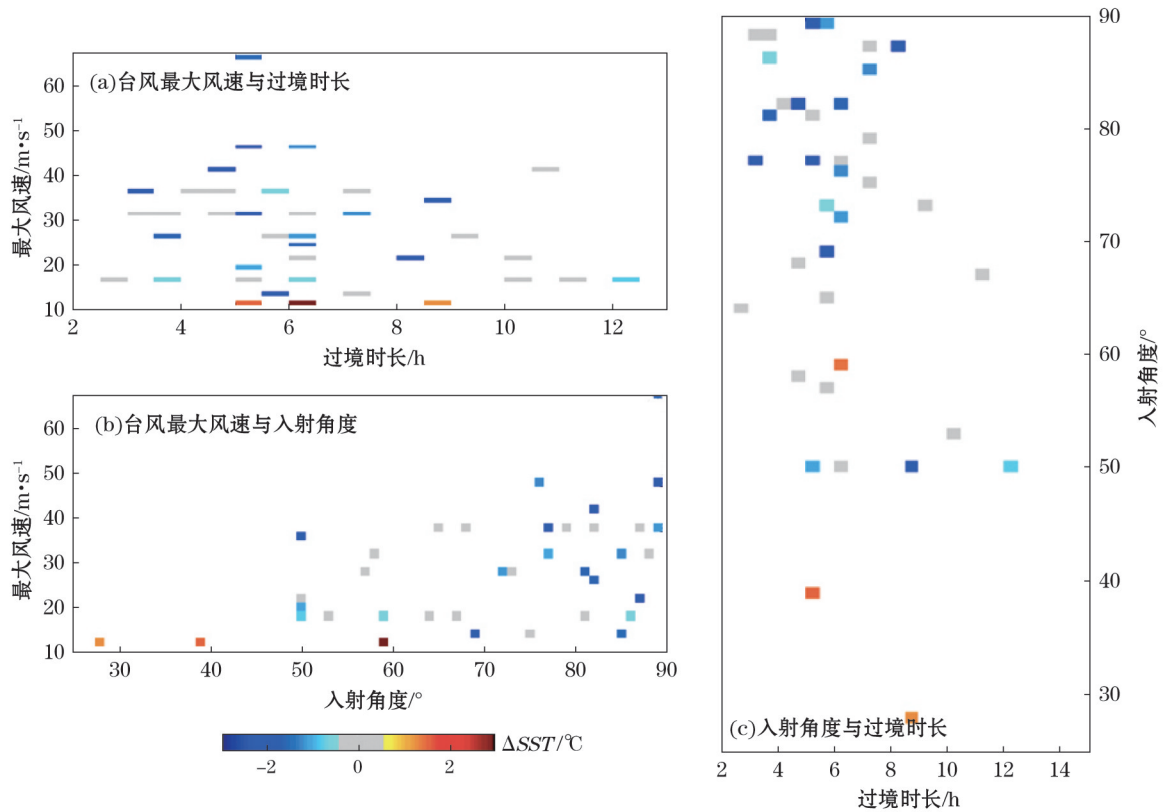 (a)台风最大风速与过境时长
最大风速/m•s⁻¹
60
50
40
30
20
10
2 4 6 8 10 12
过境时长/h
(b)台风最大风速与入射角度
最大风速/m•s⁻¹
60
50
40
30
20
10
30 40 50 60 70 80 90
入射角度/°
ΔSST/℃
−2 0 2
90
80
70
60
50
40
30
入射角度/°
(c)入射角度与过境时长
2 4 6 8 10 12 14
过境时长/h